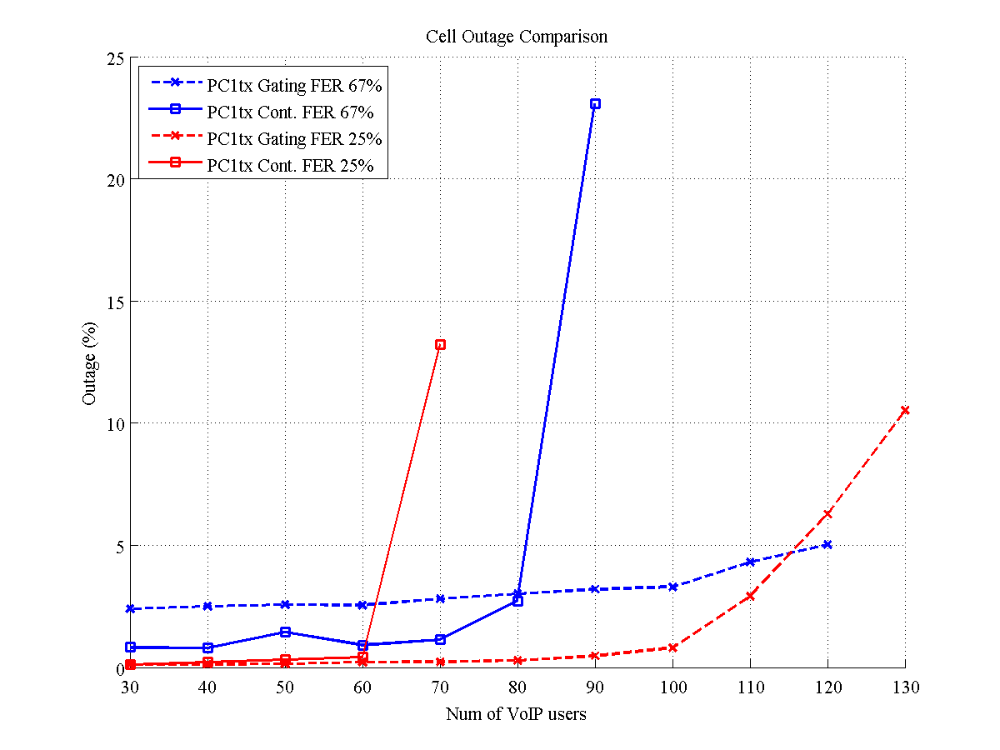 Cell Outage Comparison
25
20
15
10
5
0
Outage (%)
PC1tx Gating FER 67%
PC1tx Cont. FER 67%
PC1tx Gating FER 25%
PC1tx Cont. FER 25%
30 40 50 60 70 80 90 100 110 120 130
Num of VoIP users